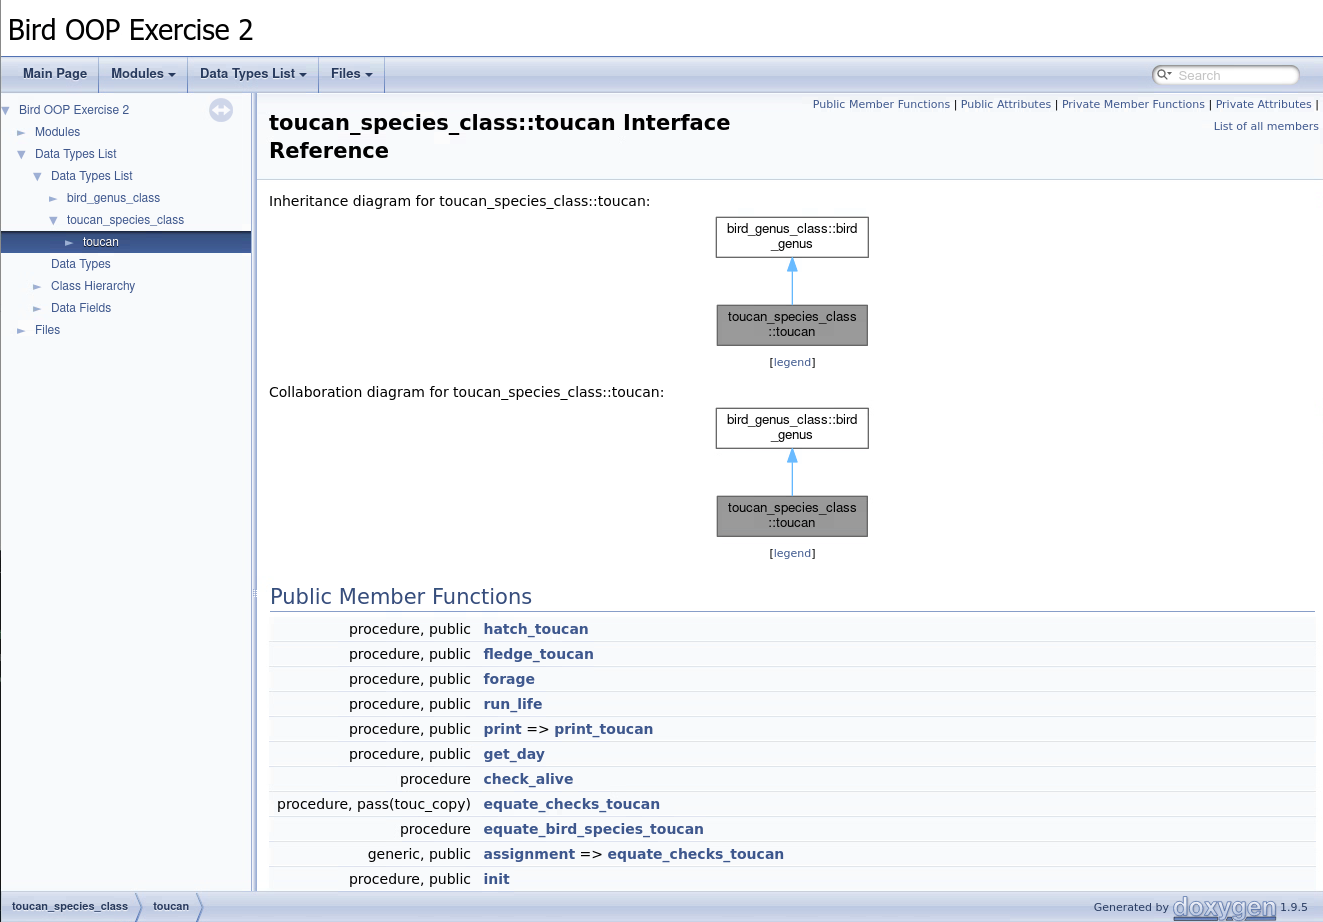 Bird OOP Exercise 2
Main Page Modules Data Types List Files Search
Bird OOP Exercise 2
Modules
Data Types List
Data Types List
bird_genus_class
toucan_species_class
toucan
Data Types
Class Hierarchy
Data Fields
Files
Public Member Functions | Public Attributes | Private Member Functions | Private Attributes |
List of all members
toucan_species_class::toucan Interface
Reference
Inheritance diagram for toucan_species_class::toucan:
bird_genus_class::bird
_genus
toucan_species_class
::toucan
[legend]
Collaboration diagram for toucan_species_class::toucan:
bird_genus_class::bird
_genus
toucan_species_class
::toucan
[legend]
Public Member Functions
procedure, public hatch_toucan
procedure, public fledge_toucan
procedure, public forage
procedure, public run_life
procedure, public print => print_toucan
procedure, public get_day
procedure check_alive
procedure, pass(touc_copy) equate_checks_toucan
procedure equate_bird_species_toucan
generic, public assignment => equate_checks_toucan
procedure, public init
toucan_species_class toucan Generated by doxygen 1.9.5